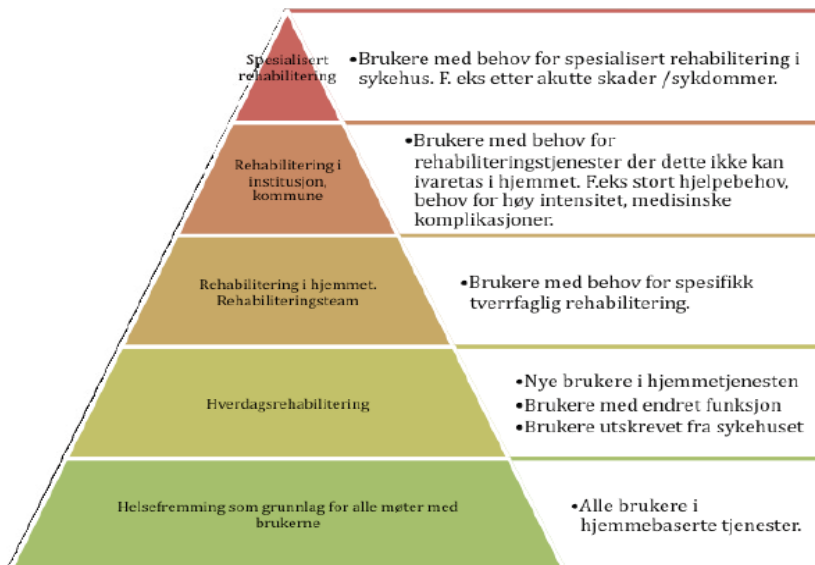 Spesialisert
rehabilitering
•Brukere med behov for spesialisert rehabilitering i
sykehus. F. eks etter akutte skader /sykdommer.
Rehabilitering i
institusjon,
kommune
•Brukere med behov for
rehabiliteringstjenester der dette ikke kan
ivaretas i hjemmet. F.eks stort hjelpebehov,
behov for høy intensitet, medisinske
komplikasjoner.
Rehabilitering i hjemmet.
Rehabiliteringsteam
•Brukere med behov for spesifikk
tverrfaglig rehabilitering.
Hverdagsrehabilitering
•Nye brukere i hjemmetjenesten
•Brukere med endret funksjon
•Brukere utskrevet fra sykehuset
Helsefremming som grunnlag for alle møter med
brukerne
•Alle brukere i
hjemmebaserte tjenester.